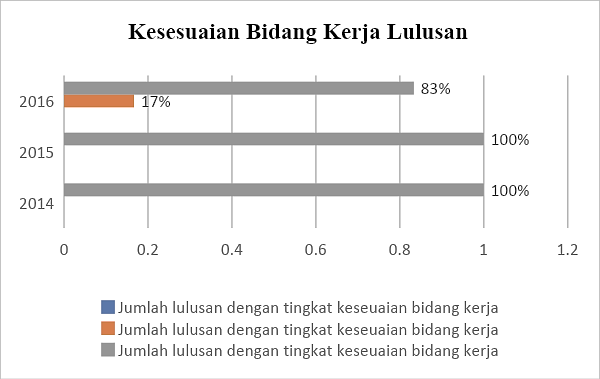 Kesesuaian Bidang Kerja Lulusan
2016
83%
17%
2015
100%
2014
100%
0 0.2 0.4 0.6 0.8 1 1.2
Jumlah lulusan dengan tingkat keseuaian bidang kerja
Jumlah lulusan dengan tingkat keseuaian bidang kerja
Jumlah lulusan dengan tingkat keseuaian bidang kerja